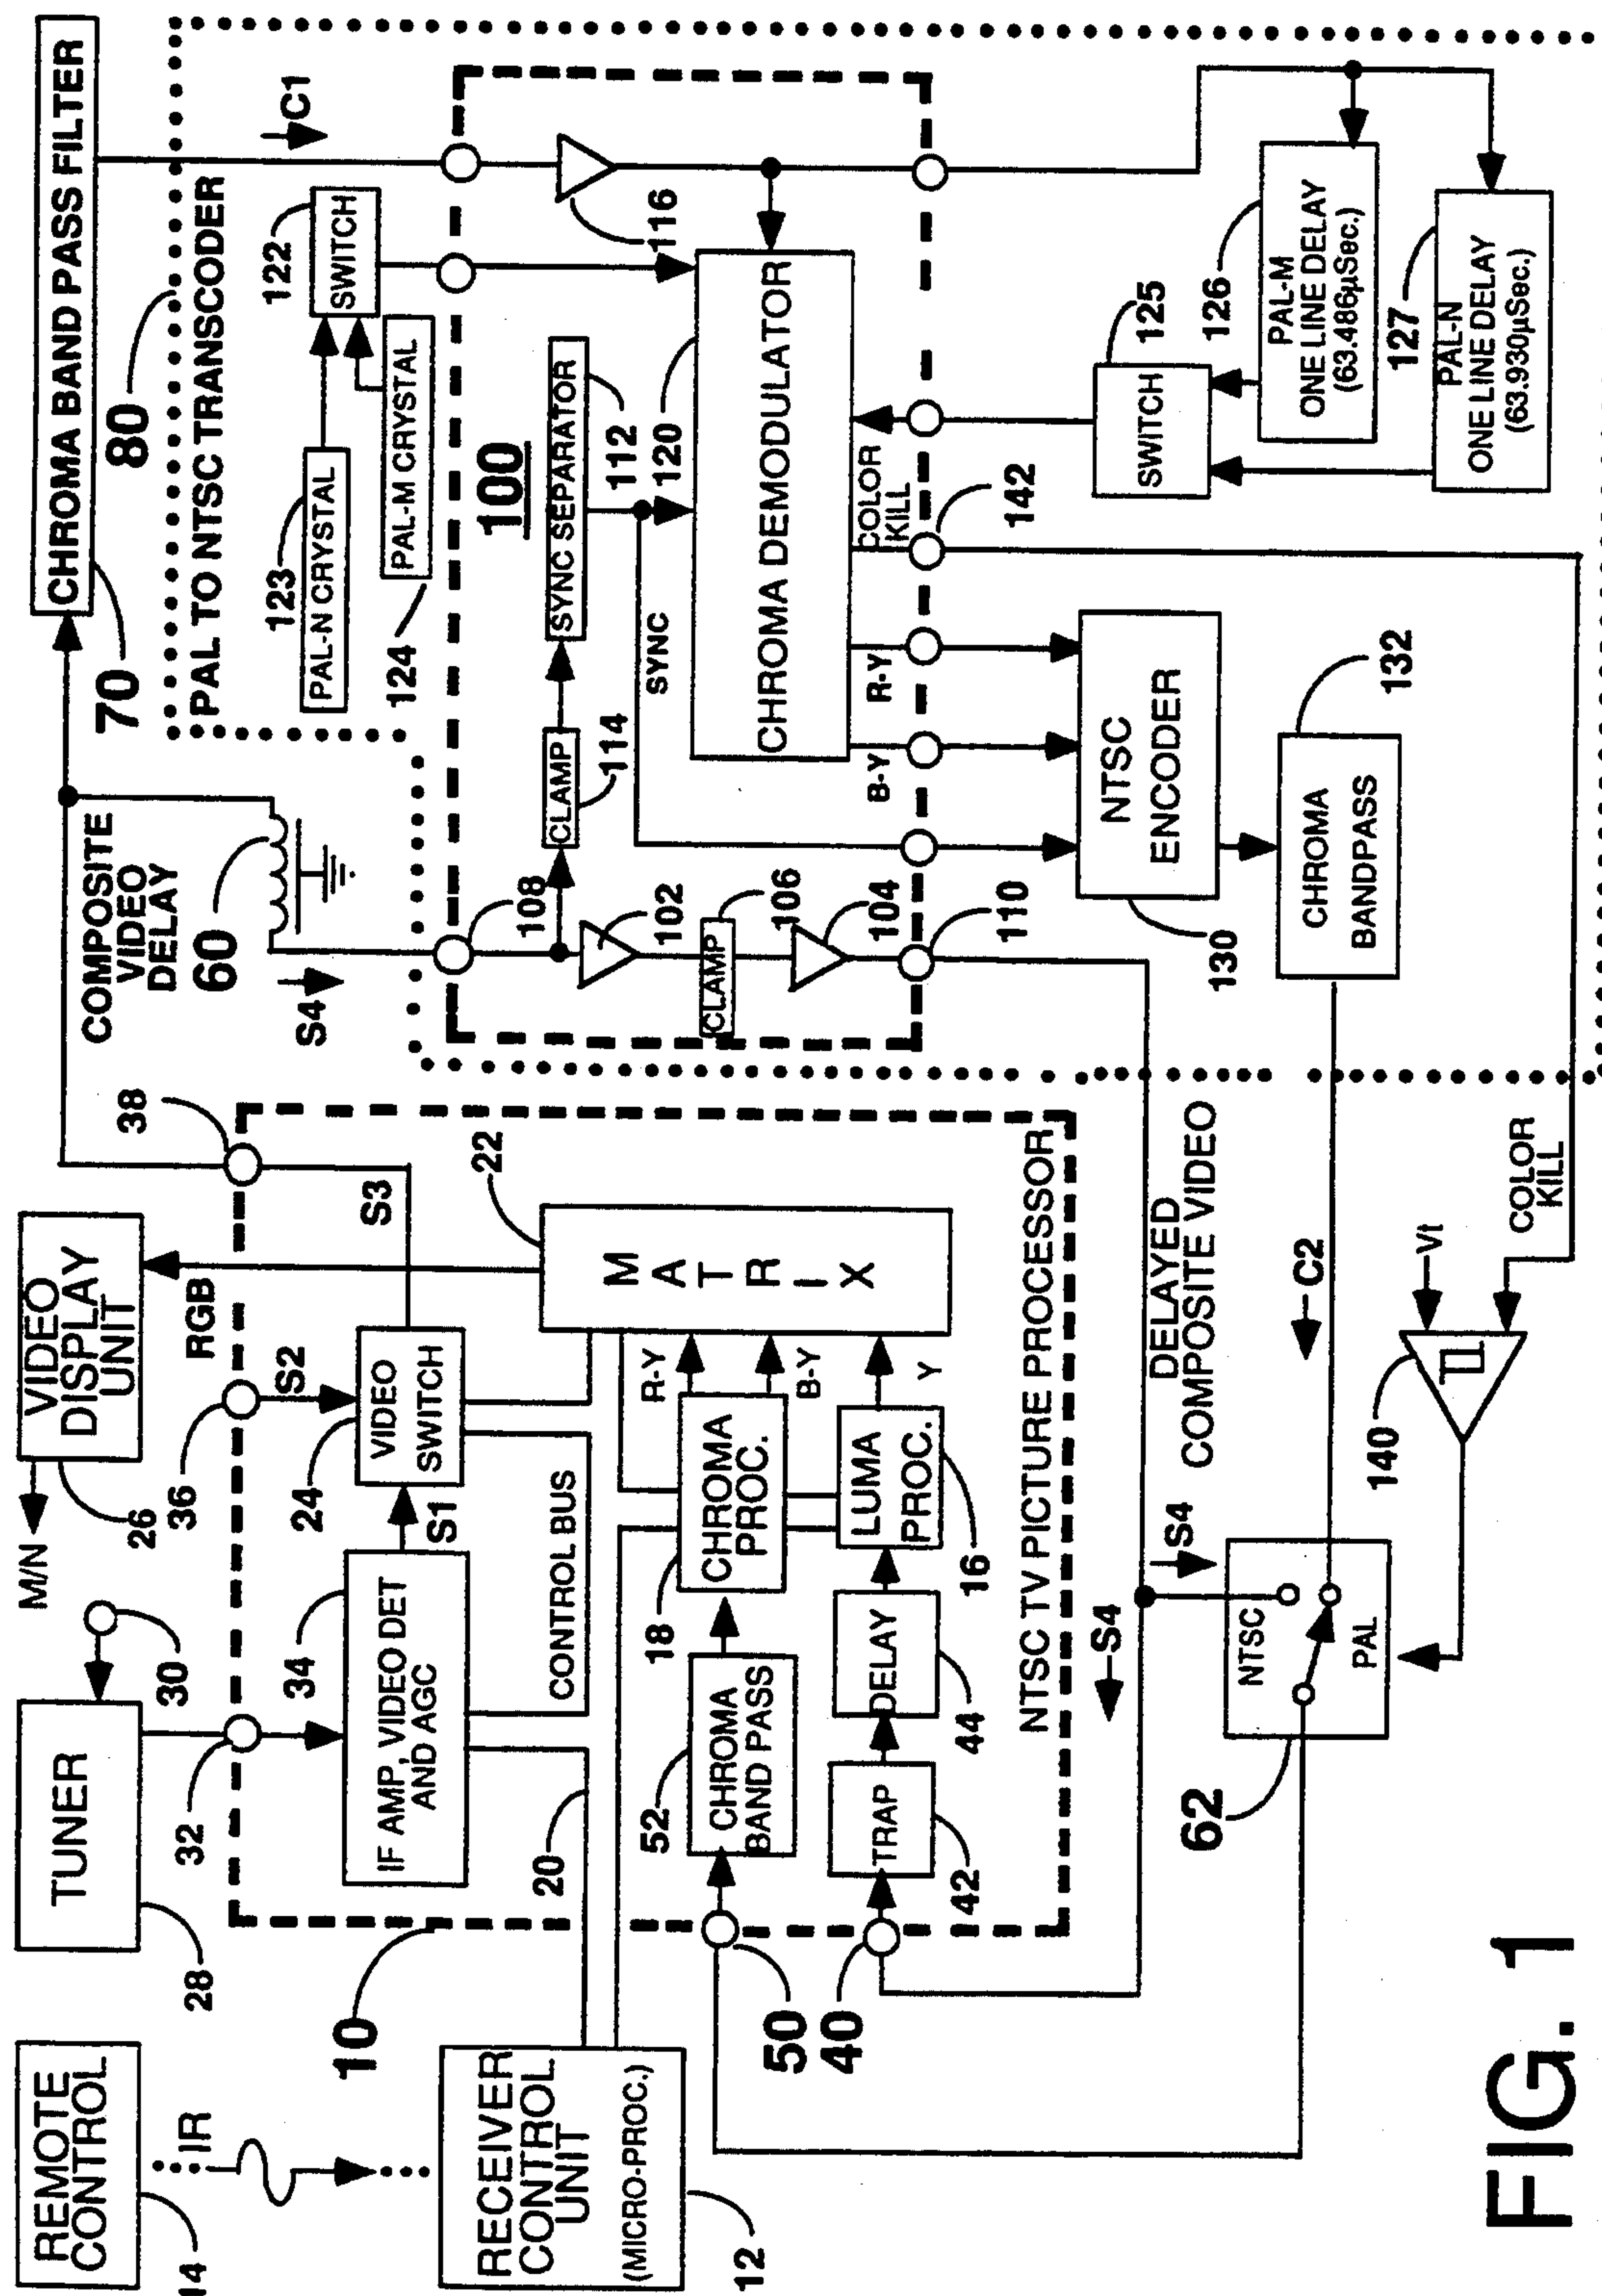 REMOTE
CONTROL
14
IR
RECEIVER
CONTROL
UNIT
(MICRO-PROC.)
12
TUNER
28
30
32
M/N
VIDEO
DISPLAY
UNIT
26
RGB
36
S2
38
10
IF AMP, VIDEO DET
AND AGC
34
S1
VIDEO
SWITCH
24
S3
20
CONTROL BUS
MATRIX
22
50
52
CHROMA
BAND PASS
18
CHROMA
PROC.
R-Y
B-Y
40
TRAP
42
DELAY
44
LUMA
PROC.
16
Y
NTSC TV PICTURE PROCESSOR
S4
DELAYED
COMPOSITE VIDEO
S4
62
NTSC
PAL
C2
140
Vt
COLOR
KILL
COMPOSITE
VIDEO
DELAY
60
S4
70
CHROMA BAND PASS FILTER
80
PAL TO NTSC TRANSCODER
C1
123
PAL-N CRYSTAL
124
PAL-M CRYSTAL
122
SWITCH
100
108
102
CLAMP
106
104
110
CLAMP
114
SYNC SEPARATOR
112
SYNC
116
120
CHROMA DEMODULATOR
B-Y
R-Y
COLOR
KILL
142
NTSC
ENCODER
130
CHROMA
BANDPASS
132
SWITCH
125
126
PAL-M
ONE LINE DELAY
(63.486µSec.)
127
PAL-N
ONE LINE DELAY
(63.930µSec.)
FIG. 1